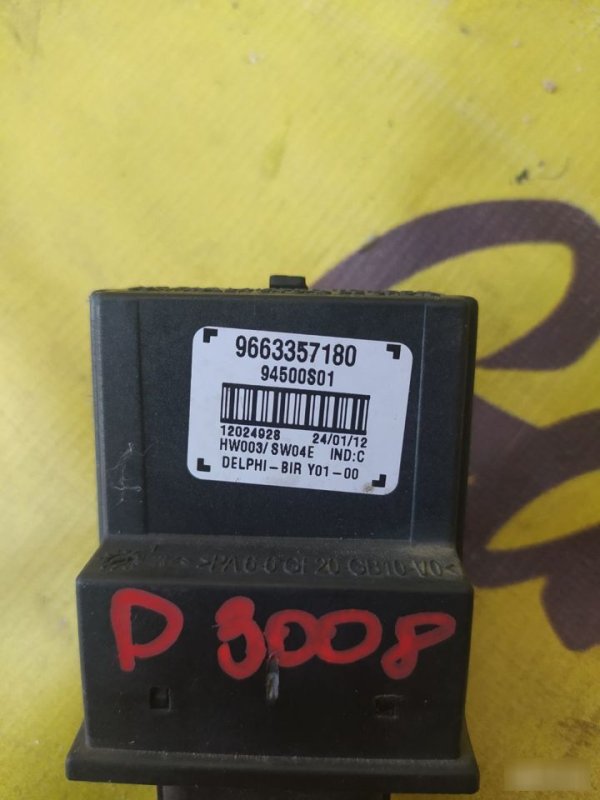 9663357180
94500S01
12024928 24/01/12
HW003/SW04E IND:C
DELPHI-BIR Y01-00
P 3008